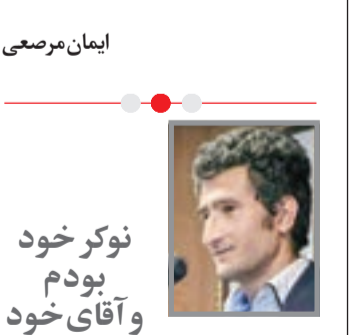 ایمان مرصعی
نوکر خود
بودم
و آقای خود